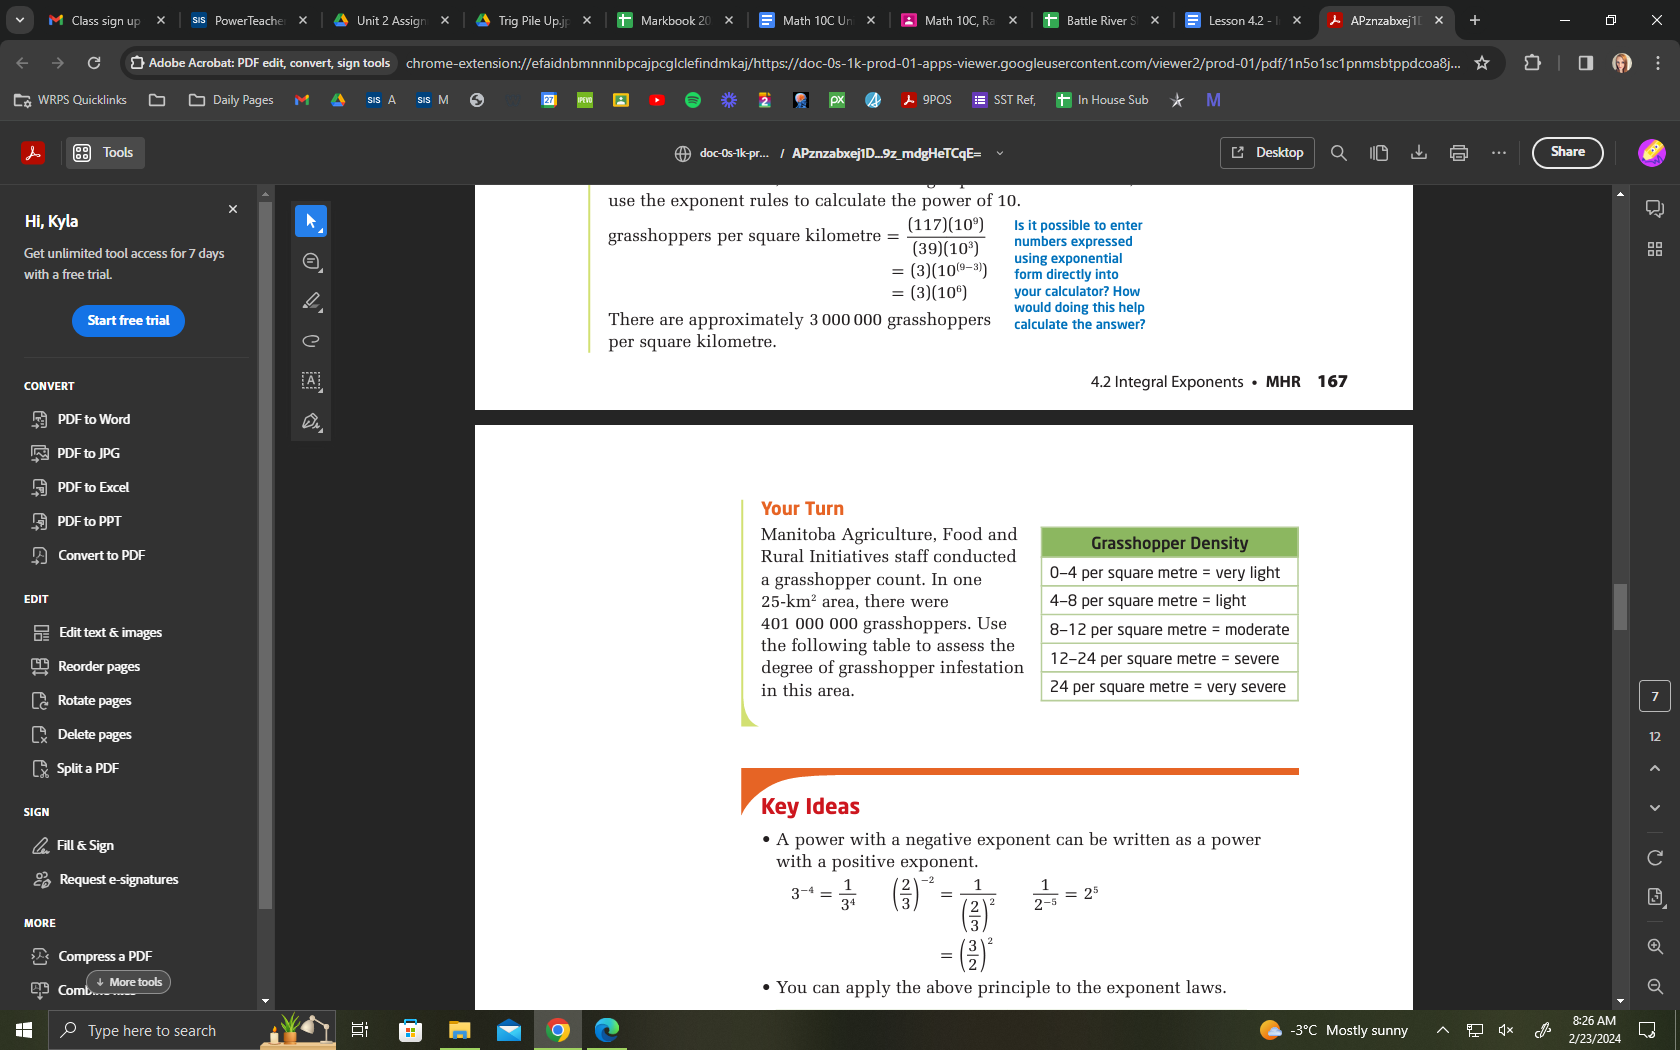 Class sign up
PowerTeache
Unit 2 Assign
Trig Pile Up.jp
Markbook 20
Math 10C Un
Math 10C, Ra
Battle River S
Lesson 4.2 - I
APznzabxej1D
Adobe Acrobat: PDF edit, convert, sign tools
chrome-extension://efaidnbmnnnibpcajpcglclefindmkaj/https://doc-0s-1k-prod-01-apps-viewer.googleusercontent.com/viewer2/prod-01/pdf/1n5o1sc1pnmsbtppdcoa8j...
WRPS Quicklinks
Daily Pages
SIS A
SIS M
27
9POS
SST Ref,
In House Sub
Tools
doc-0s-1k-pr... / APznzabxej1D...9z_mdgHeTCqE=
Desktop
Share
Hi, Kyla
Get unlimited tool access for 7 days
with a free trial.
Start free trial
CONVERT
PDF to Word
PDF to JPG
PDF to Excel
PDF to PPT
Convert to PDF
EDIT
Edit text & images
Reorder pages
Rotate pages
Delete pages
Split a PDF
SIGN
Fill & Sign
Request e-signatures
MORE
Compress a PDF
More tools
use the exponent rules to calculate the power of 10.
grasshoppers per square kilometre = (117)(10⁹) / (39)(10³)
= (3)(10⁽⁹⁻³⁾)
= (3)(10⁶)
There are approximately 3 000 000 grasshoppers
per square kilometre.
Is it possible to enter
numbers expressed
using exponential
form directly into
your calculator? How
would doing this help
calculate the answer?
4.2 Integral Exponents • MHR 167
Your Turn
Manitoba Agriculture, Food and
Rural Initiatives staff conducted
a grasshopper count. In one
25-km² area, there were
401 000 000 grasshoppers. Use
the following table to assess the
degree of grasshopper infestation
in this area.
Grasshopper Density
0–4 per square metre = very light
4–8 per square metre = light
8–12 per square metre = moderate
12–24 per square metre = severe
24 per square metre = very severe
Key Ideas
• A power with a negative exponent can be written as a power
with a positive exponent.
3⁻⁴ = 1/3⁴ (2/3)⁻² = 1/(2/3)² 1/2⁻⁵ = 2⁵
= (3/2)²
• You can apply the above principle to the exponent laws.
7
12
Type here to search
-3°C Mostly sunny
8:26 AM
2/23/2024